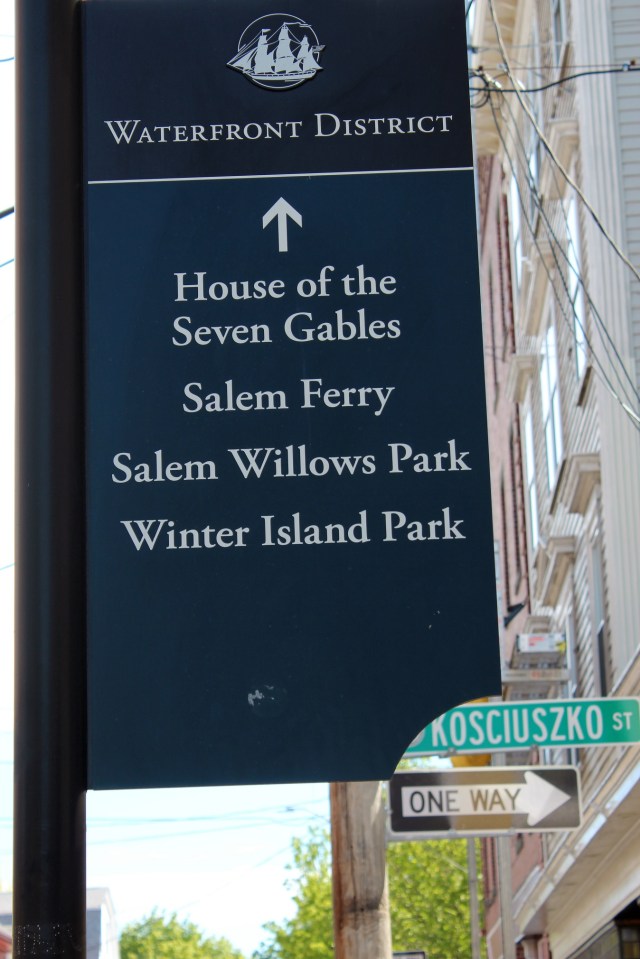 Waterfront District
House of the
Seven Gables
Salem Ferry
Salem Willows Park
Winter Island Park
KOSCIUSZKO ST
ONE WAY